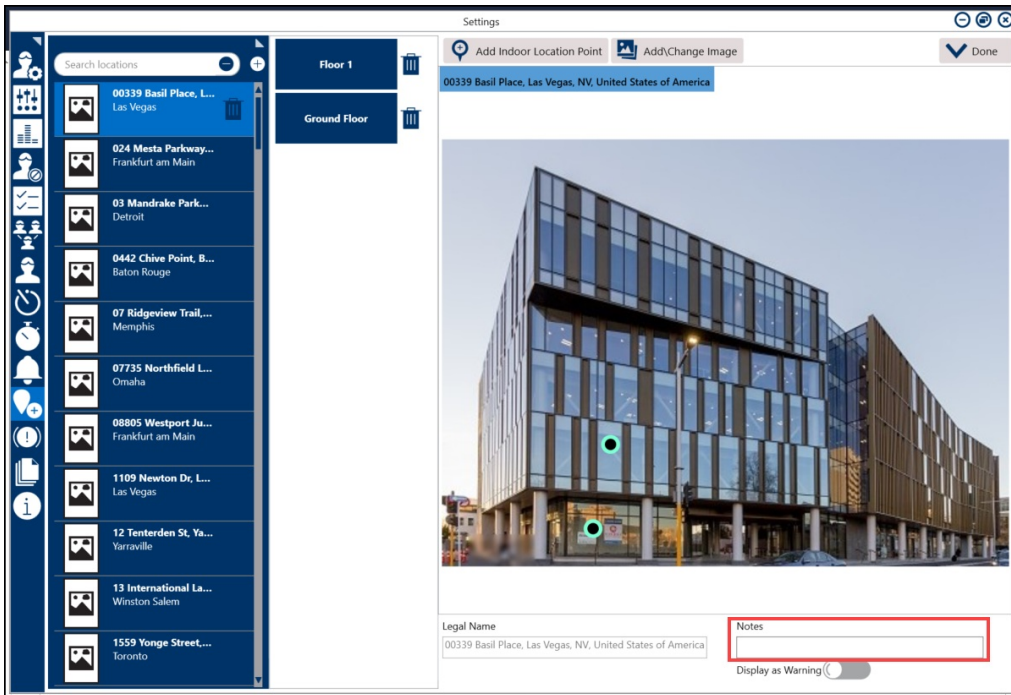 Settings
Search locations
00339 Basil Place, L...
Las Vegas
024 Mesta Parkway...
Frankfurt am Main
03 Mandrake Park...
Detroit
0442 Chive Point, B...
Baton Rouge
07 Ridgeview Trail,...
Memphis
07735 Northfield L...
Omaha
08805 Westport Ju...
Frankfurt am Main
1109 Newton Dr, L...
Las Vegas
12 Tenterden St, Ya...
Yarraville
13 International La...
Winston Salem
1559 Yonge Street,...
Toronto
Floor 1
Ground Floor
Add Indoor Location Point
Add\Change Image
Done
00339 Basil Place, Las Vegas, NV, United States of America
Legal Name
00339 Basil Place, Las Vegas, NV, United States of America
Notes
Display as Warning